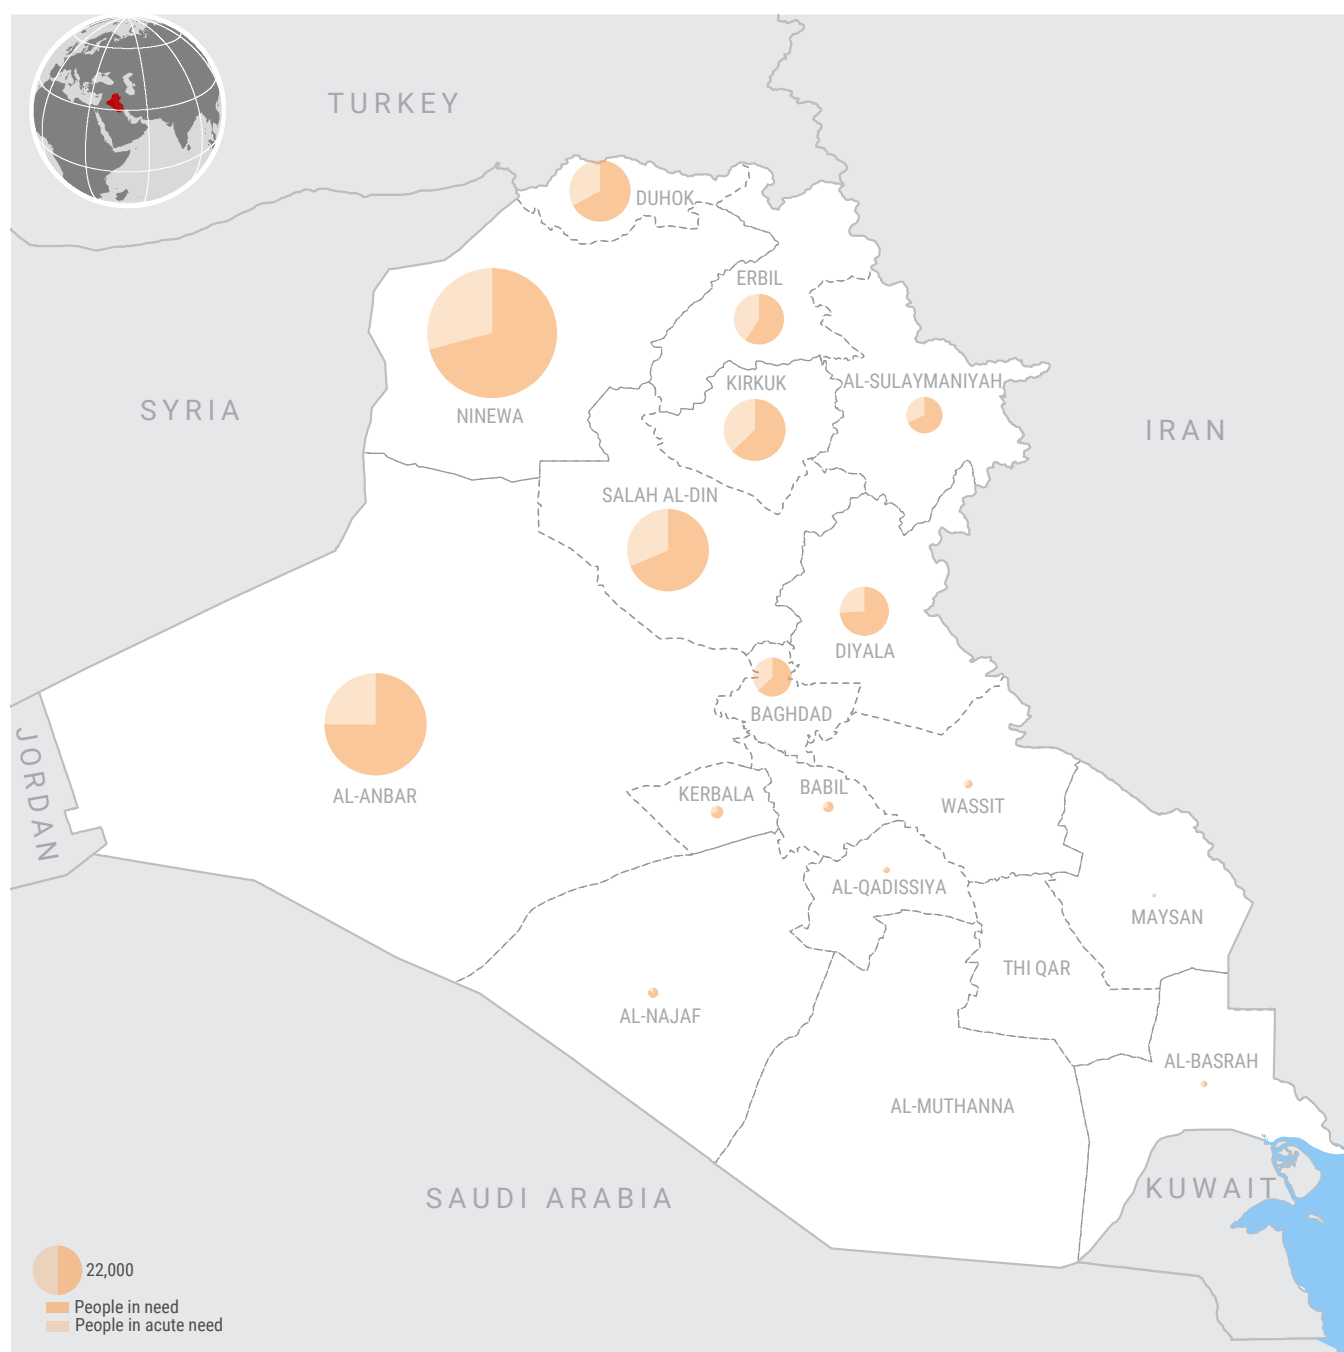 TURKEY
DUHOK
ERBIL
KIRKUK
AL-SULAYMANIYAH
SYRIA
NINEWA
IRAN
SALAH AL-DIN
DIYALA
BAGHDAD
JORDAN
AL-ANBAR
KERBALA
BABIL
WASSIT
AL-QADISSIYA
MAYSAN
THI QAR
AL-NAJAF
AL-BASRAH
AL-MUTHANNA
SAUDI ARABIA
KUWAIT
22,000
People in need
People in acute need